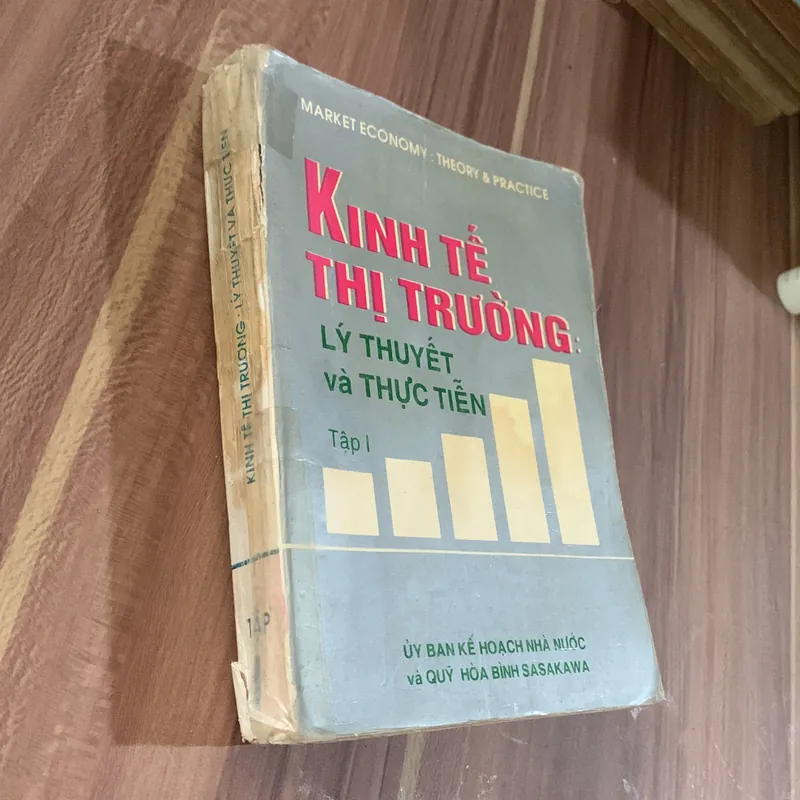 MARKET ECONOMY : THEORY & PRACTICE
KINH TẾ
THỊ TRƯỜNG:
LÝ THUYẾT
và THỰC TIỄN
Tập I
ỦY BAN KẾ HOẠCH NHÀ NƯỚC
và QUỸ HÒA BÌNH SASAKAWA
KINH TẾ THỊ TRƯỜNG : LÝ THUYẾT VÀ THỰC TIỄN
TẬP